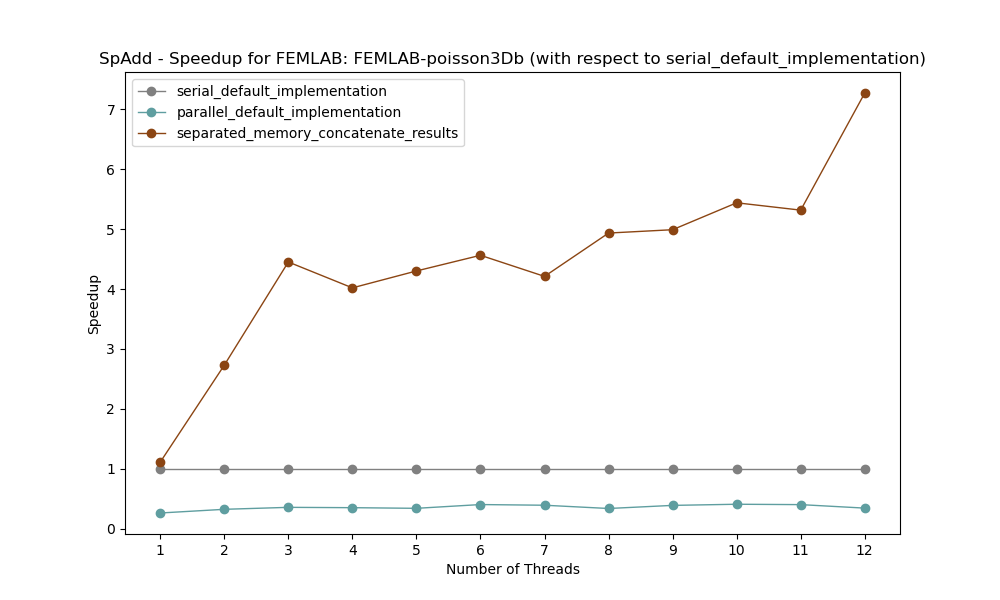 SpAdd - Speedup for FEMLAB: FEMLAB-poisson3Db (with respect to serial_default_implementation)
serial_default_implementation
parallel_default_implementation
separated_memory_concatenate_results
7
6
5
4
3
2
1
0
Speedup
1 2 3 4 5 6 7 8 9 10 11 12
Number of Threads